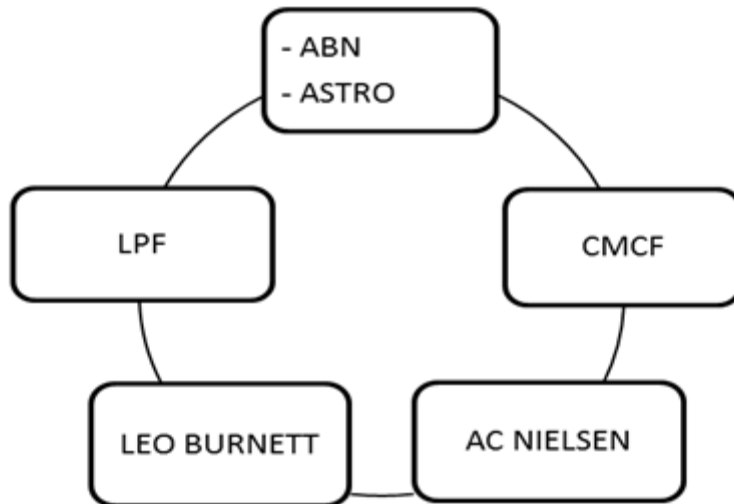 - ABN
- ASTRO
LPF
CMCF
LEO BURNETT
AC NIELSEN